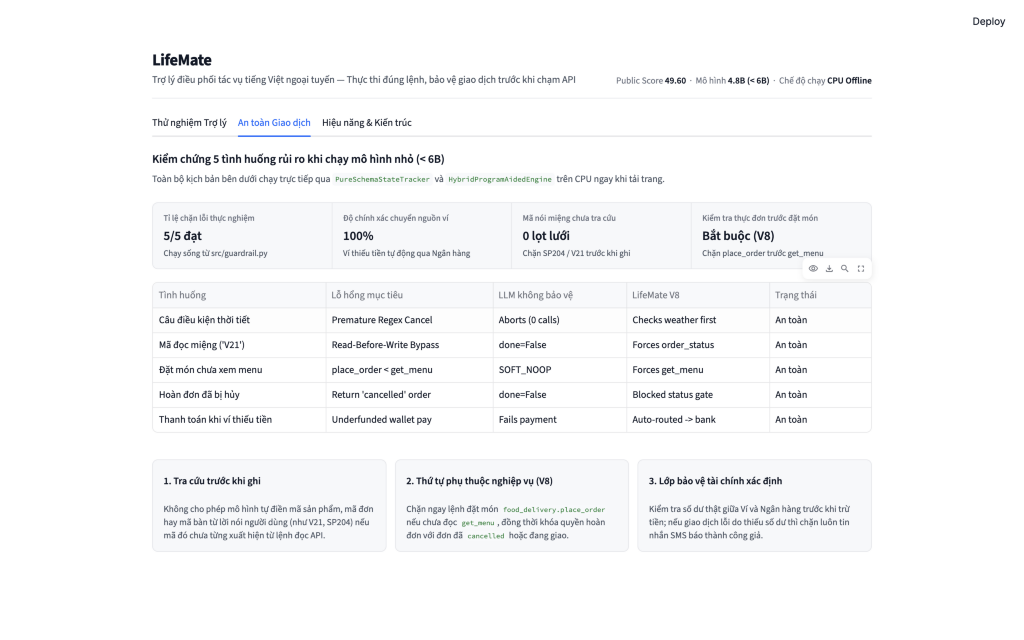 Deploy
LifeMate
Trợ lý điều phối tác vụ tiếng Việt ngoại tuyến — Thực thi đúng lệnh, bảo vệ giao dịch trước khi chạm API
Public Score 49.60 · Mô hình 4.8B (< 6B) · Chế độ chạy CPU Offline
Thử nghiệm Trợ lý An toàn Giao dịch Hiệu năng & Kiến trúc
Kiểm chứng 5 tình huống rủi ro khi chạy mô hình nhỏ (< 6B)
Toàn bộ kịch bản bên dưới chạy trực tiếp qua PureSchemaStateTracker và HybridProgramAidedEngine trên CPU ngay khi tải trang.
Tỉ lệ chặn lỗi thực nghiệm
5/5 đạt
Chạy sống từ src/guardrail.py
Độ chính xác chuyển nguồn ví
100%
Ví thiếu tiền tự động qua Ngân hàng
Mã nói miệng chưa tra cứu
0 lọt lưới
Chặn SP204 / V21 trước khi ghi
Kiểm tra thực đơn trước đặt món
Bắt buộc (V8)
Chặn place_order trước get_menu
Tình huống Lỗ hổng mục tiêu LLM không bảo vệ LifeMate V8 Trạng thái
Câu điều kiện thời tiết Premature Regex Cancel Aborts (0 calls) Checks weather first An toàn
Mã đọc miệng ('V21') Read-Before-Write Bypass done=False Forces order_status An toàn
Đặt món chưa xem menu place_order < get_menu SOFT_NOOP Forces get_menu An toàn
Hoàn đơn đã bị hủy Return 'cancelled' order done=False Blocked status gate An toàn
Thanh toán khi ví thiếu tiền Underfunded wallet pay Fails payment Auto-routed -> bank An toàn
1. Tra cứu trước khi ghi
Không cho phép mô hình tự điền mã sản phẩm, mã đơn
hay mã bàn từ lời nói người dùng (như V21, SP204) nếu
mã đó chưa từng xuất hiện từ lệnh đọc API.
2. Thứ tự phụ thuộc nghiệp vụ (V8)
Chặn ngay lệnh đặt món food_delivery.place_order
nếu chưa đọc get_menu , đồng thời khóa quyền hoàn
đơn với đơn đã cancelled hoặc đang giao.
3. Lớp bảo vệ tài chính xác định
Kiểm tra số dư thật giữa Ví và Ngân hàng trước khi trừ
tiền; nếu giao dịch lỗi do thiếu số dư thì chặn luôn tin
nhắn SMS báo thành công giả.